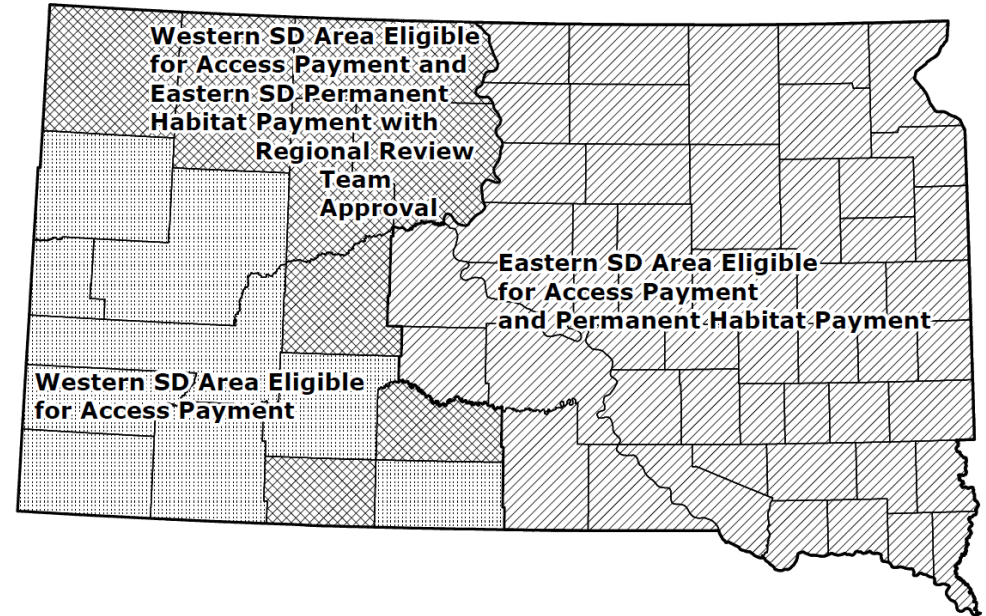 Western SD Area Eligible
for Access Payment and
Eastern SD Permanent
Habitat Payment with
Regional Review
Team
Approval
Eastern SD Area Eligible
for Access Payment
and Permanent Habitat Payment
Western SD Area Eligible
for Access Payment